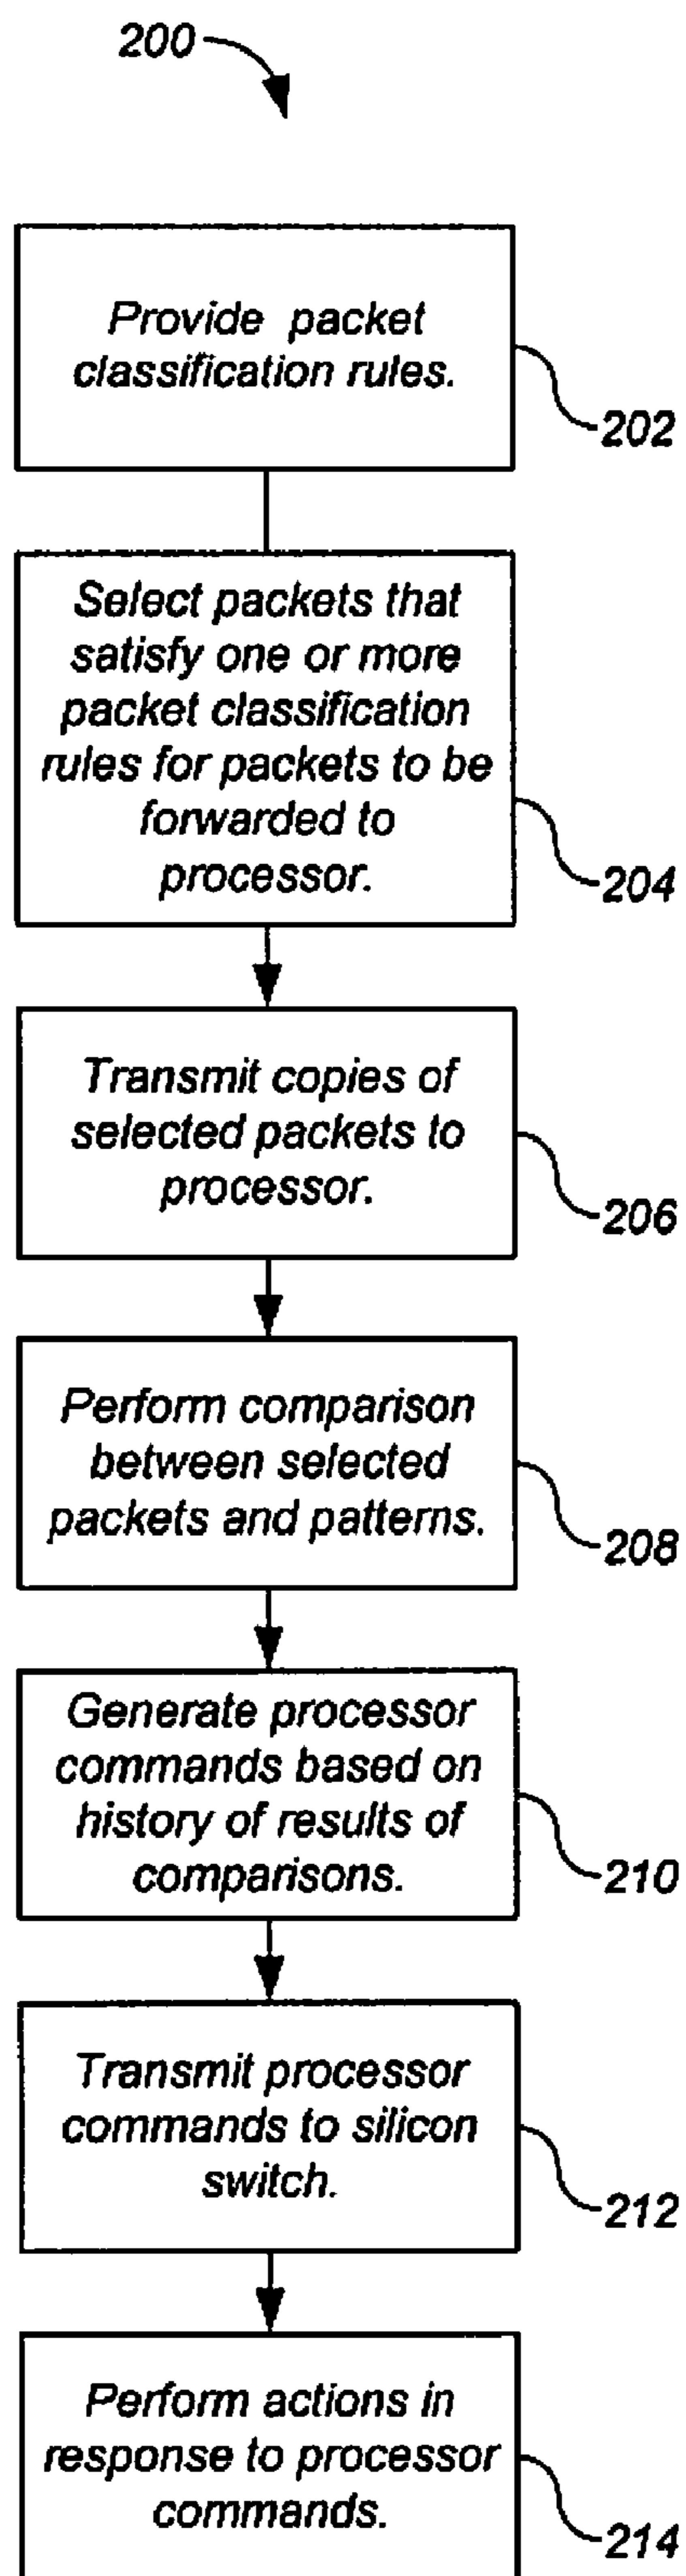 200
Provide packet
classification rules.
202
Select packets that
satisfy one or more
packet classification
rules for packets to be
forwarded to
processor.
204
Transmit copies of
selected packets to
processor.
206
Perform comparison
between selected
packets and patterns.
208
Generate processor
commands based on
history of results of
comparisons.
210
Transmit processor
commands to silicon
switch.
212
Perform actions in
response to processor
commands.
214